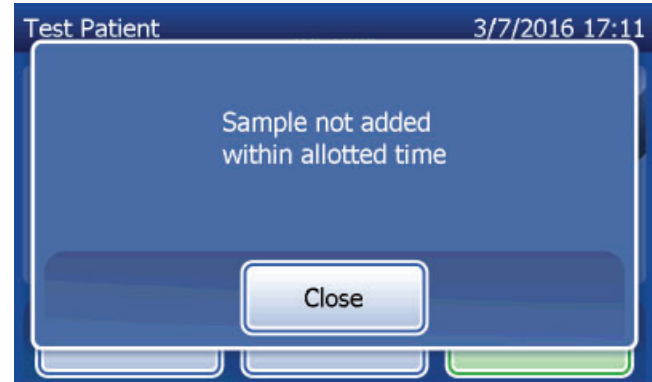 Test Patient 3/7/2016 17:11
Sample not added
within allotted time
Close